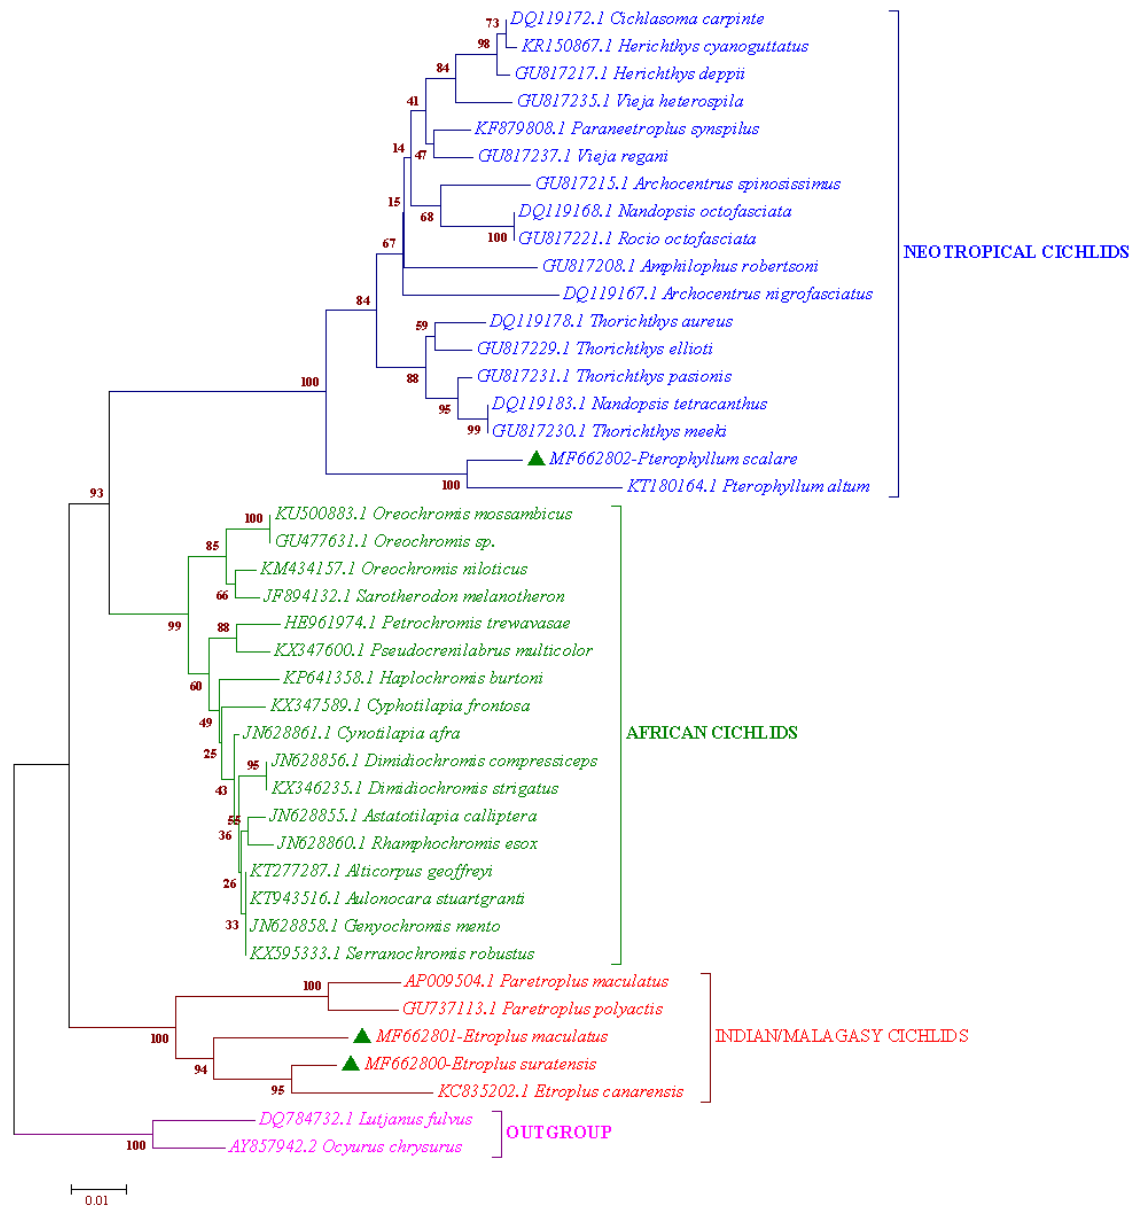 DQ119172.1 Cichlasoma carpinte
73
KR150867.1 Herichthys cyanoguttatus
98
GU817217.1 Herichthys deppii
84
GU817235.1 Vieja heterospila
41
KF879808.1 Paraneetroplus synspilus
14
47
GU817237.1 Vieja regani
GU817215.1 Archocentrus spinosissimus
15
68
DQ119168.1 Nandopsis octofasciata
100
GU817221.1 Rocio octofasciata
67
NEOTROPICAL CICHLIDS
GU817208.1 Amphilophus robertsoni
DQ119167.1 Archocentrus nigrofasciatus
84
59
DQ119178.1 Thorichthys aureus
GU817229.1 Thorichthys ellioti
88
GU817231.1 Thorichthys pasionis
100
95
DQ119183.1 Nandopsis tetracanthus
99
GU817230.1 Thorichthys meeki
MF662802-Pterophyllum scalare
100
KT180164.1 Pterophyllum altum
93
KU500883.1 Oreochromis mossambicus
100
GU477631.1 Oreochromis sp.
85
KM434157.1 Oreochromis niloticus
66
JF894132.1 Sarotherodon melanotheron
99
HE961974.1 Petrochromis trewavasae
88
KX347600.1 Pseudocrenilabrus multicolor
60
KP641358.1 Haplochromis burtoni
49
KX347589.1 Cyphotilapia frontosa
25
JN628861.1 Cynotilapia afra
AFRICAN CICHLIDS
43
95
JN628856.1 Dimidiochromis compressiceps
KX346235.1 Dimidiochromis strigatus
55
JN628855.1 Astatotilapia calliptera
36
JN628860.1 Rhamphochromis esox
KT277287.1 Alticorpus geoffreyi
26
KT943516.1 Aulonocara stuartgranti
33
JN628858.1 Genyochromis mento
KX595333.1 Serranochromis robustus
AP009504.1 Paretroplus maculatus
100
GU737113.1 Paretroplus polyactis
100
MF662801-Etroplus maculatus
INDIAN/MALAGASY CICHLIDS
94
MF662800-Etroplus suratensis
95
KC835202.1 Etroplus canarensis
DQ784732.1 Lutjanus fulvus
OUTGROUP
100
AY857942.2 Ocyurus chrysurus
0.01